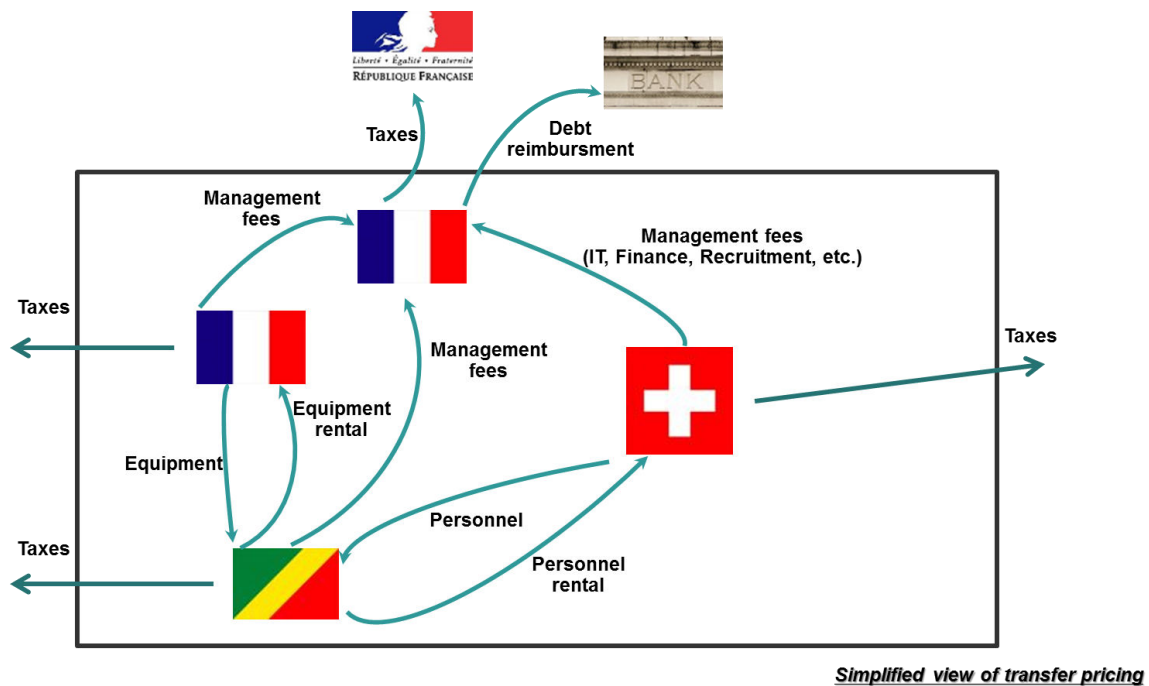 Liberté • Égalité • Fraternité
RÉPUBLIQUE FRANÇAISE
BANK
Taxes
Debt
reimbursment
Management
fees
Management fees
(IT, Finance, Recruitment, etc.)
Taxes
Taxes
Management
fees
Equipment
rental
Equipment
Personnel
Taxes
Personnel
rental
Simplified view of transfer pricing